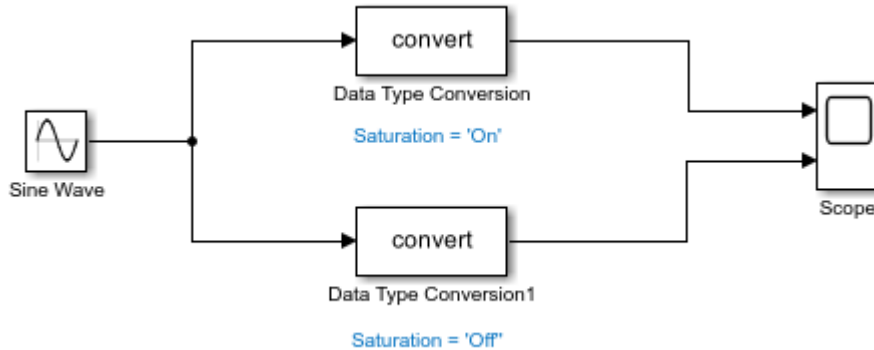 convert
Data Type Conversion
Saturation = 'On'
Sine Wave
Scope
convert
Data Type Conversion1
Saturation = 'Off"